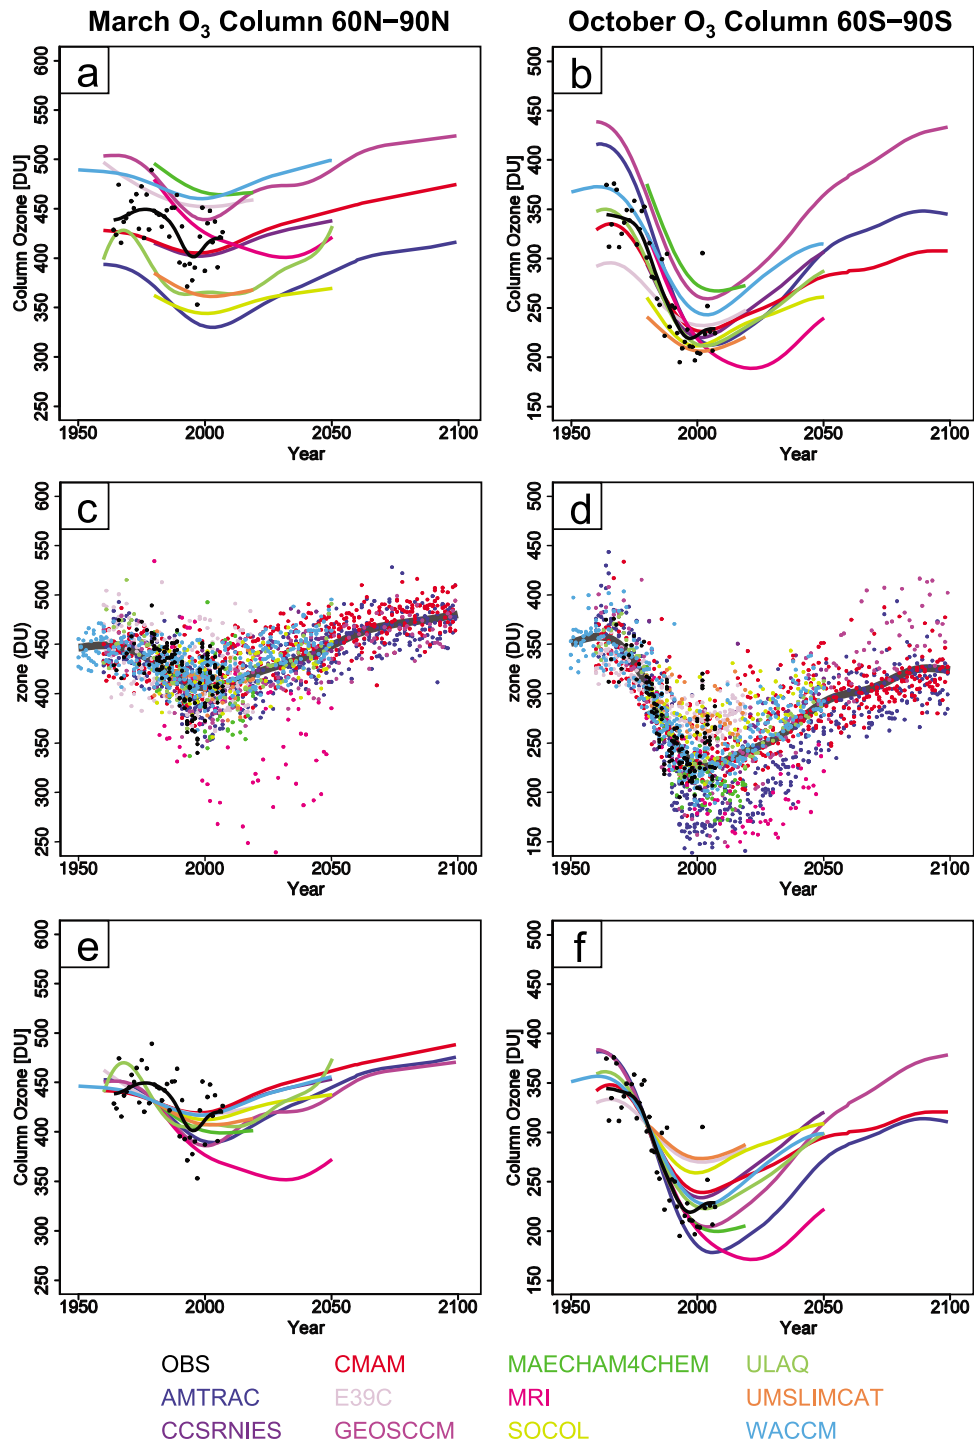 March O3 Column 60N−90N
October O3 Column 60S−90S
a
Column Ozone [DU]
600
550
500
450
400
350
300
250
1950
2000
2050
2100
Year
b
Column Ozone [DU]
500
450
400
350
300
250
200
150
1950
2000
2050
2100
Year
c
zone (DU)
600
550
500
450
400
350
300
250
1950
2000
2050
2100
Year
d
zone (DU)
500
450
400
350
300
250
200
150
1950
2000
2050
2100
Year
e
Column Ozone [DU]
600
550
500
450
400
350
300
250
1950
2000
2050
2100
Year
f
Column Ozone [DU]
500
450
400
350
300
250
200
150
1950
2000
2050
2100
Year
OBS
CMAM
MAECHAM4CHEM
ULAQ
AMTRAC
E39C
MRI
UMSLIMCAT
CCSRNIES
GEOSCCM
SOCOL
WACCM